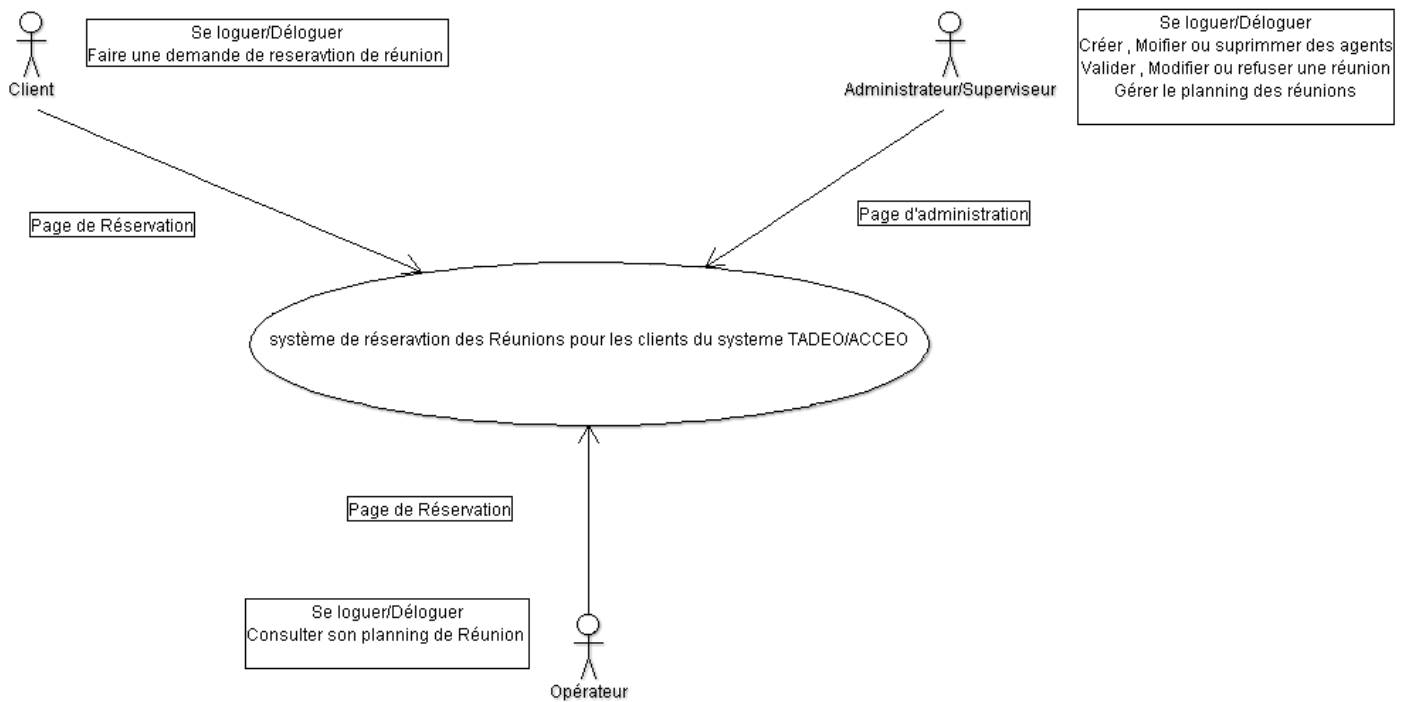 Se loguer/Déloguer
Faire une demande de reseravtion de réunion
Client
Se loguer/Déloguer
Créer , Moifier ou suprimmer des agents
Valider , Modifier ou refuser une réunion
Gérer le planning des réunions
Administrateur/Superviseur
Page de Réservation
Page d'administration
système de réseravtion des Réunions pour les clients du systeme TADEO/ACCEO
Page de Réservation
Se loguer/Déloguer
Consulter son planning de Réunion
Opérateur